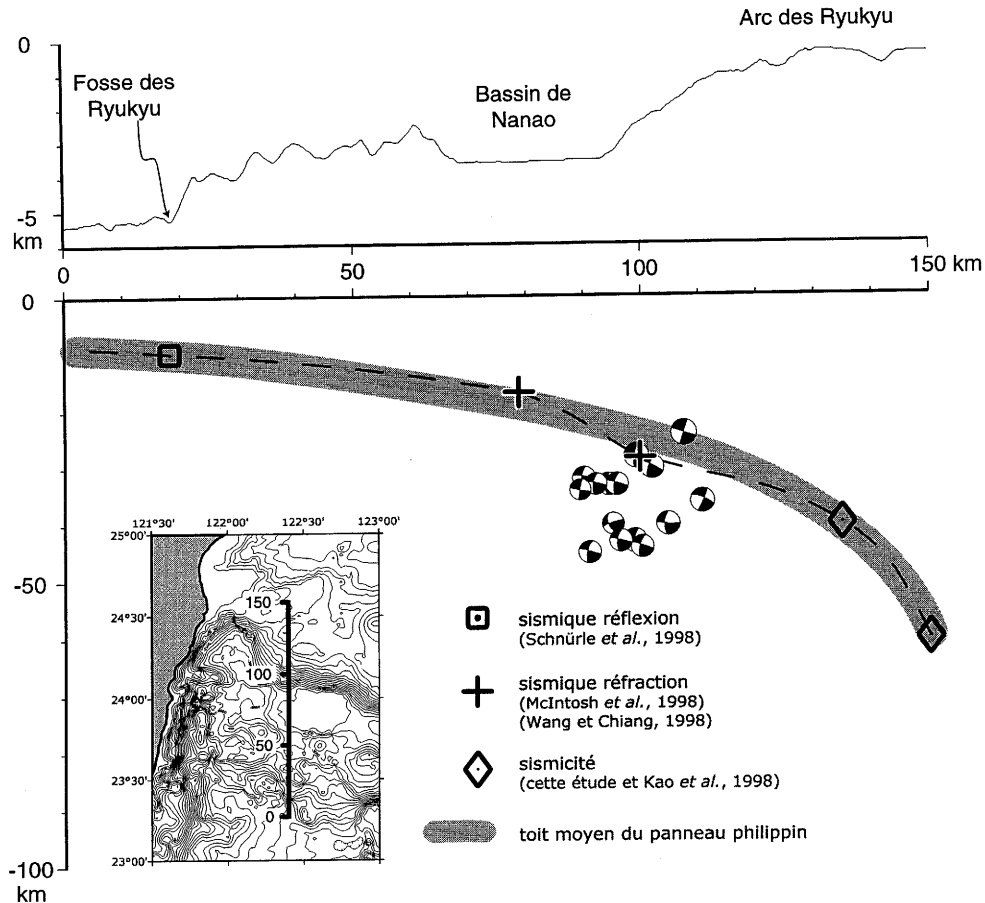 Arc des Ryukyu
0
Fosse des
Ryukyu
Bassin de
Nanao
-5
km
0
50
100
150 km
0
-50
-100
km
121°30'
122°00'
122°30'
123°00'
25°00'
24°30'
24°00'
23°30'
23°00'
150
100
50
0
sismique réflexion
(Schnürle et al., 1998)
sismique réfraction
(McIntosh et al., 1998)
(Wang et Chiang, 1998)
sismicité
(cette étude et Kao et al., 1998)
toit moyen du panneau philippin